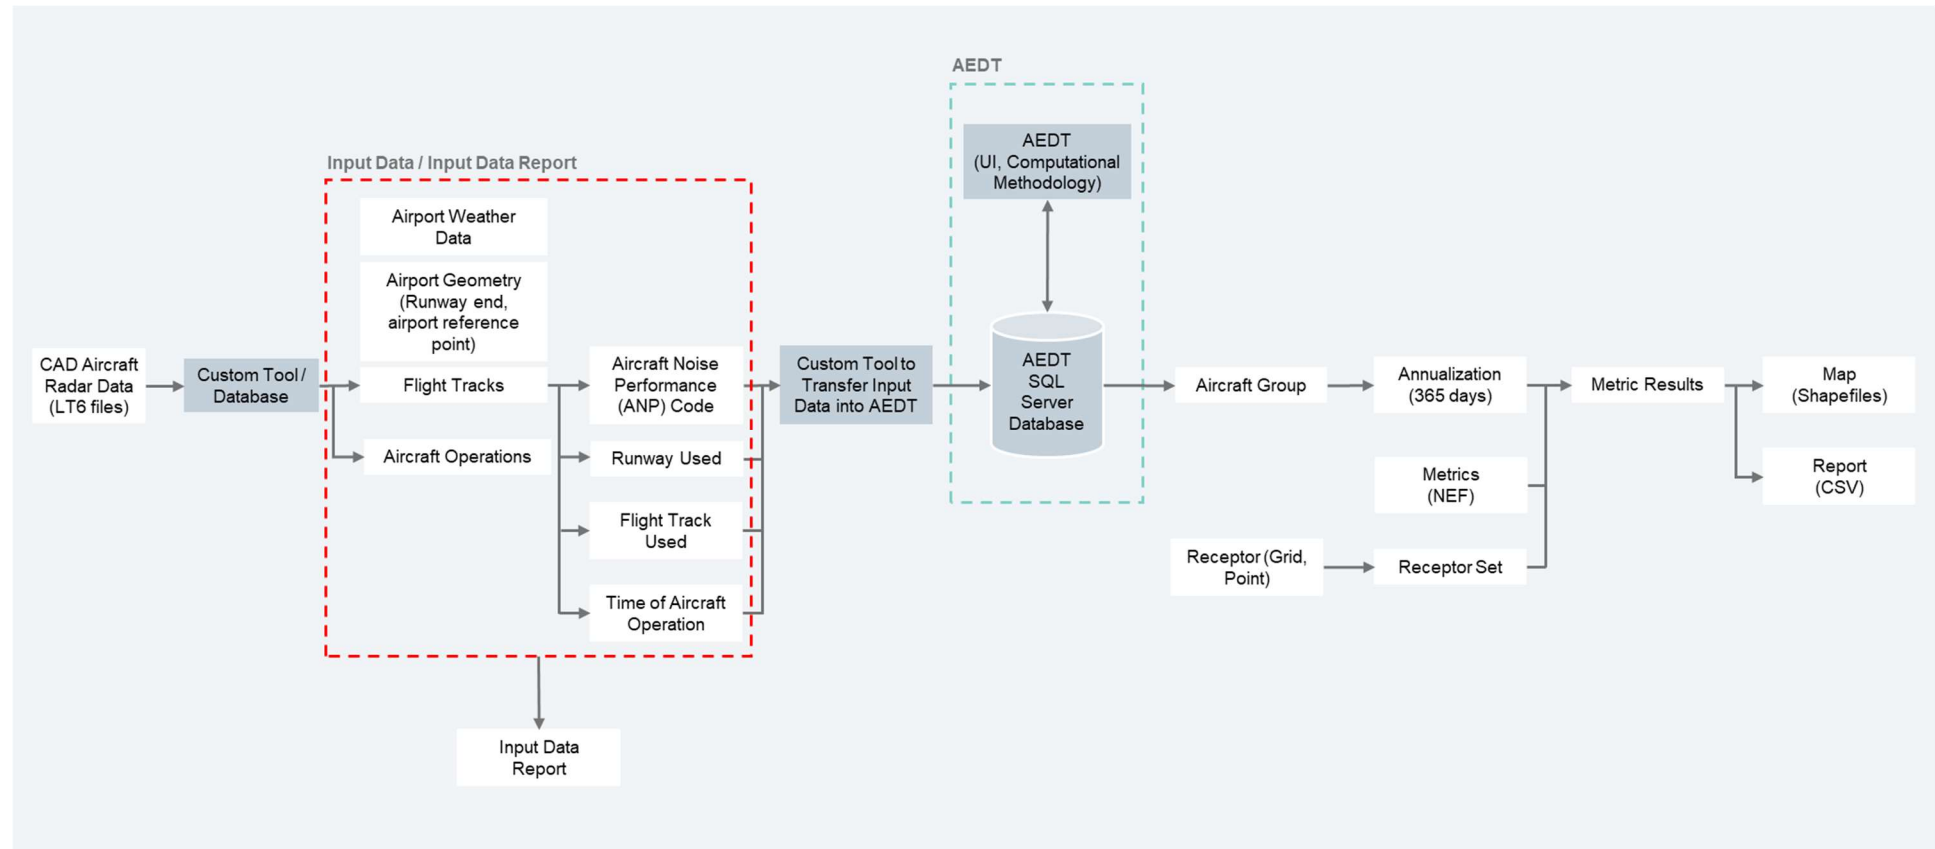 AEDT
AEDT
(UI, Computational
Methodology)
Input Data / Input Data Report
Airport Weather
Data
Airport Geometry
(Runway end,
airport reference
point)
CAD Aircraft
Radar Data
(LT6 files)
Custom Tool /
Database
Flight Tracks
Aircraft Operations
Aircraft Noise
Performance
(ANP) Code
Runway Used
Flight Track
Used
Time of Aircraft
Operation
Input Data
Report
Custom Tool to
Transfer Input
Data into AEDT
AEDT
SQL
Server
Database
Aircraft Group
Annualization
(365 days)
Metrics
(NEF)
Receptor (Grid,
Point)
Receptor Set
Metric Results
Map
(Shapefiles)
Report
(CSV)